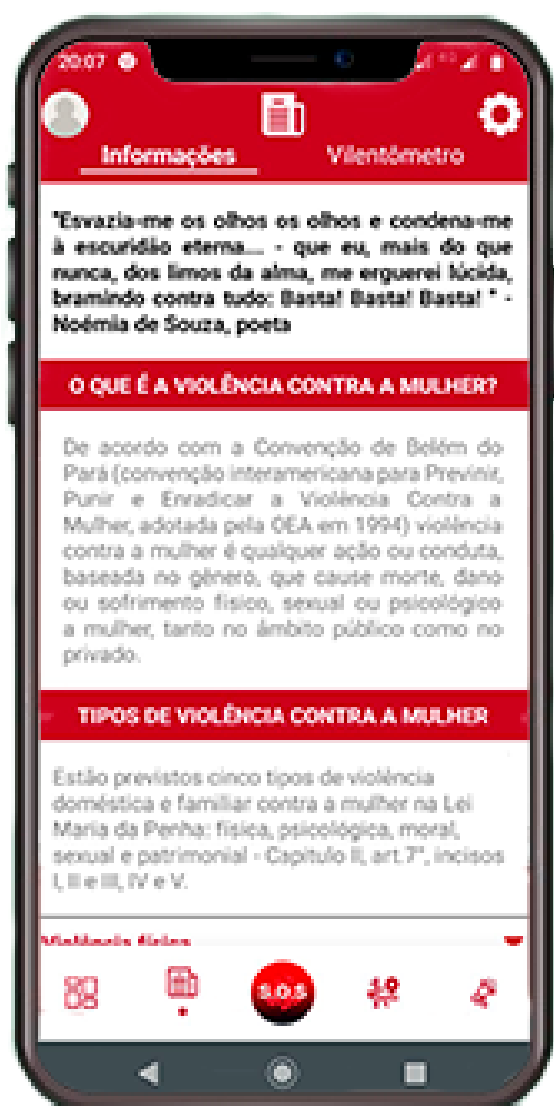 20:07
Informações Vilentômetro
"Esvazia-me os olhos os olhos e condena-me
à escuridão eterna... - que eu, mais do que
nunca, dos limos da alma, me erguerei lúcida,
bramindo contra tudo: Basta! Basta! Basta! " -
Noémia de Souza, poeta
O QUE É A VIOLÊNCIA CONTRA A MULHER?
De acordo com a Convenção de Belém do
Pará (convenção interamericana para Previnir,
Punir e Enradicar a Violência Contra a
Mulher, adotada pela OEA em 1994) violência
contra a mulher é qualquer ação ou conduta,
baseada no gênero, que cause morte, dano
ou sofrimento físico, sexual ou psicológico
a mulher, tanto no âmbito público como no
privado.
TIPOS DE VIOLÊNCIA CONTRA A MULHER
Estão previstos cinco tipos de violência
doméstica e familiar contra a mulher na Lei
Maria da Penha: física, psicológica, moral,
sexual e patrimonial - Capítulo II, art.7°, incisos
I, II e III, IV e V.
Violência física
S.O.S